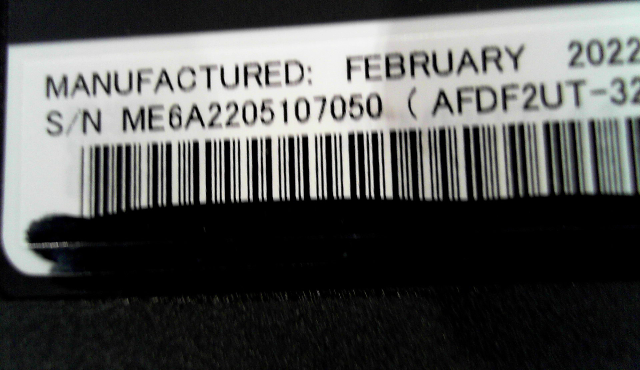 MANUFACTURED: FEBRUARY 2022
S/N ME6A2205107050 ( AFDF2UT-32